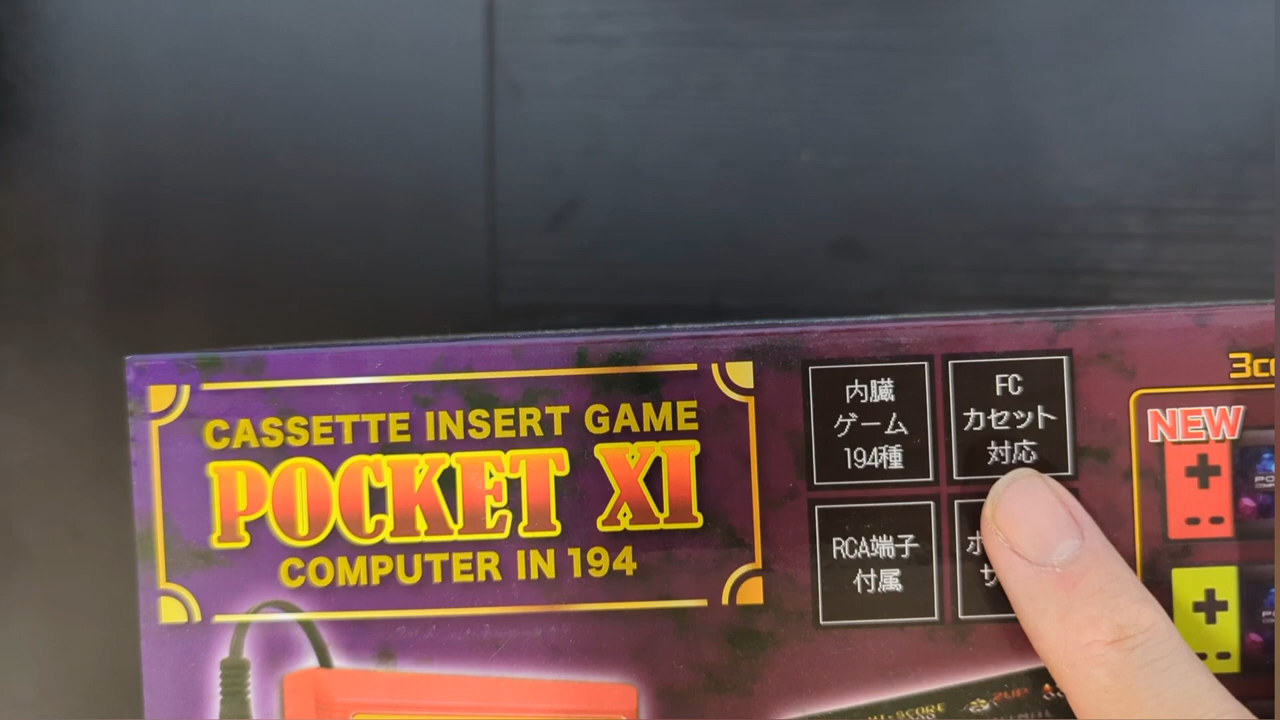 CASSETTE INSERT GAME
POCKET XI
COMPUTER IN 194
内臓
ゲーム
194種
FC
カセット
対応
RCA端子
付属
NEW
2UP